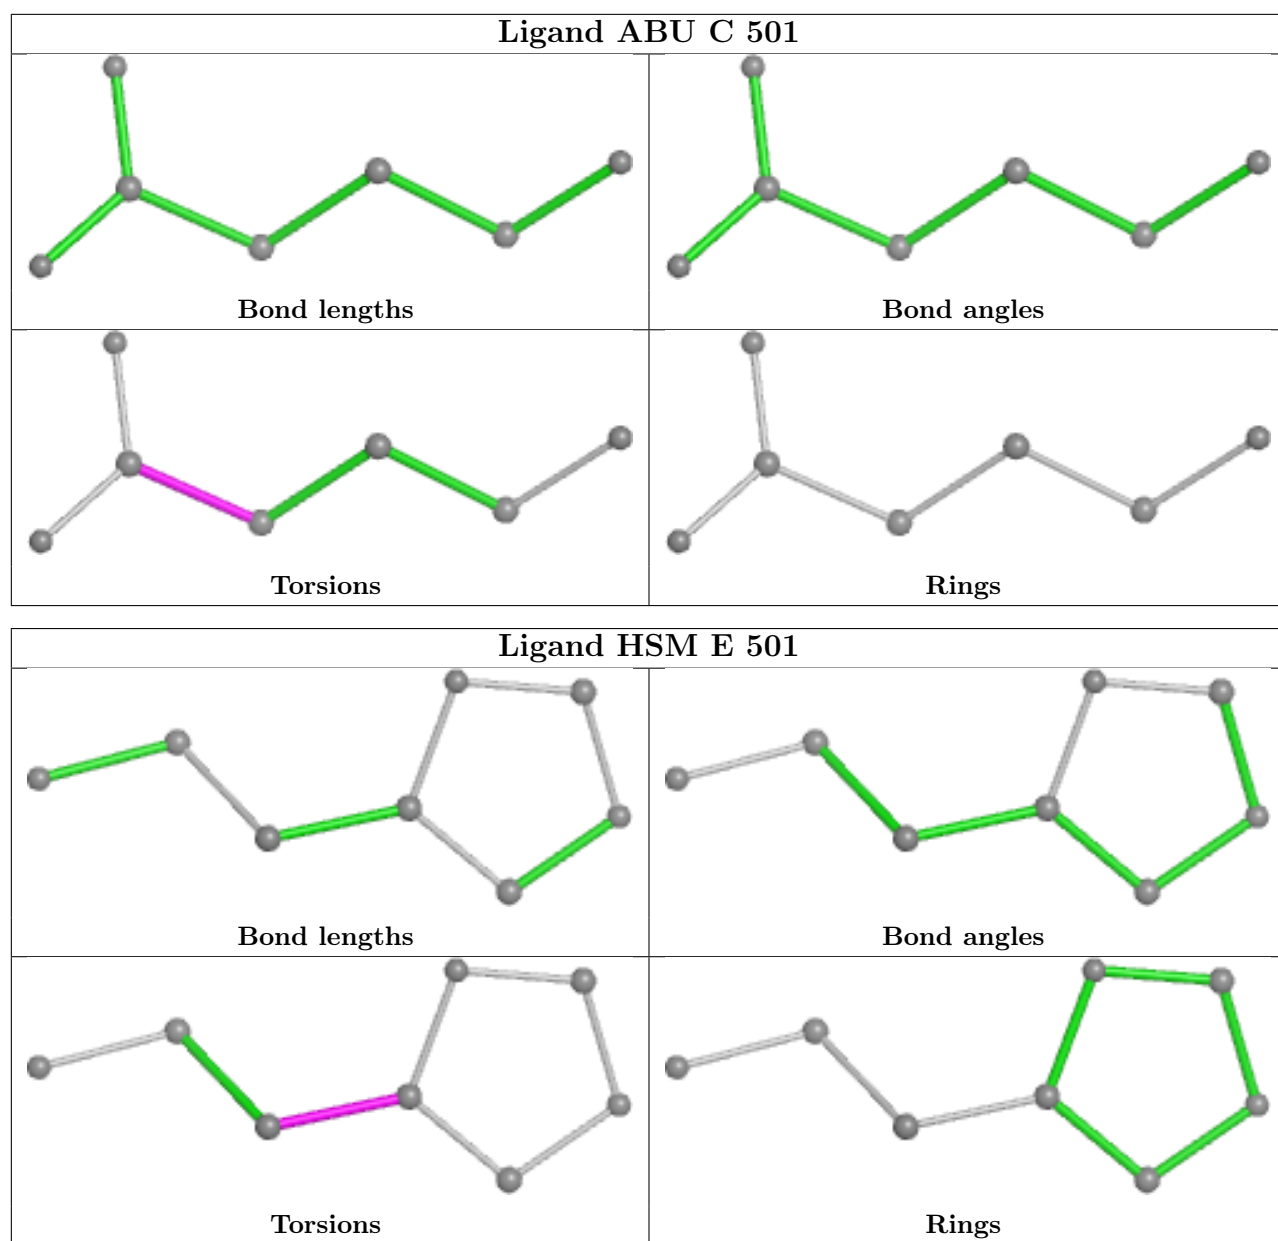 Ligand ABU C 501
Bond lengths
Bond angles
Torsions
Rings
Ligand HSM E 501
Bond lengths
Bond angles
Torsions
Rings